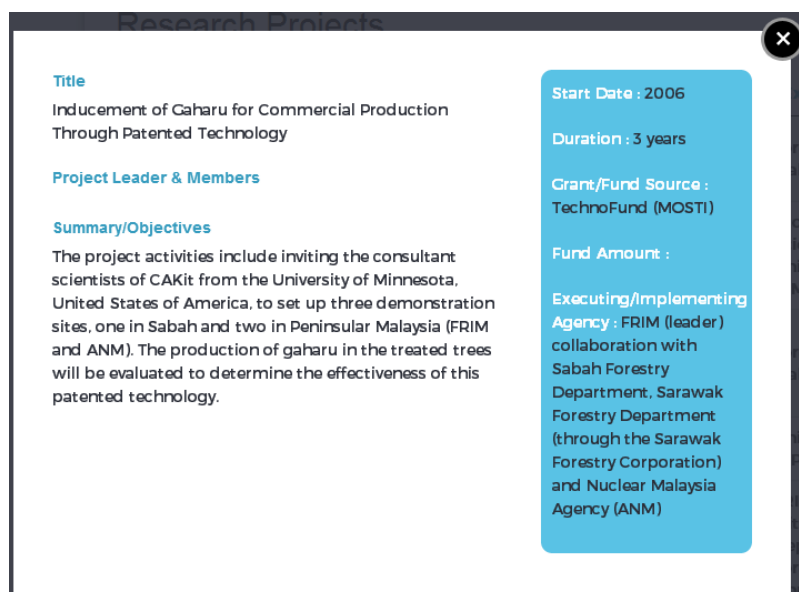 Research Projects
Title
Inducement of Gaharu for Commercial Production
Through Patented Technology
Project Leader & Members
Summary/Objectives
The project activities include inviting the consultant
scientists of CAKit from the University of Minnesota,
United States of America, to set up three demonstration
sites, one in Sabah and two in Peninsular Malaysia (FRIM
and ANM). The production of gaharu in the treated trees
will be evaluated to determine the effectiveness of this
patented technology.
Start Date : 2006
Duration : 3 years
Grant/Fund Source :
TechnoFund (MOSTI)
Fund Amount :
Executing/Implementing
Agency : FRIM (leader)
collaboration with
Sabah Forestry
Department, Sarawak
Forestry Department
(through the Sarawak
Forestry Corporation)
and Nuclear Malaysia
Agency (ANM)